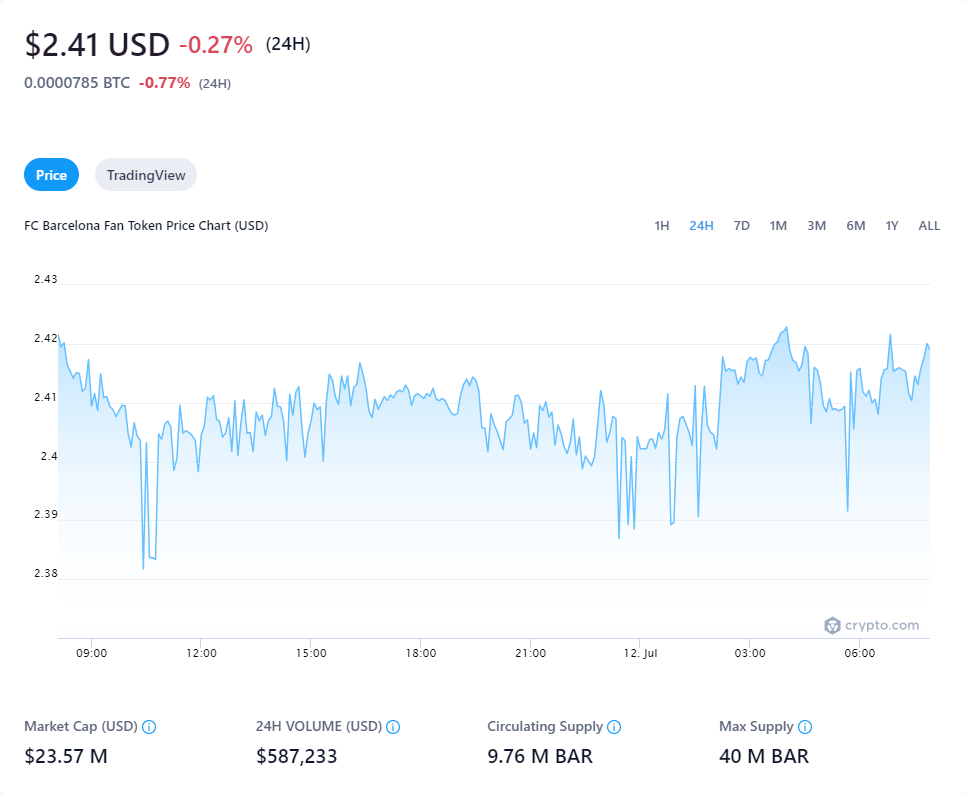 $2.41 USD -0.27% (24H)
0.0000785 BTC -0.77% (24H)
Price TradingView
FC Barcelona Fan Token Price Chart (USD) 1H 24H 7D 1M 3M 6M 1Y ALL
2.43
2.42
2.41
2.4
2.39
2.38
crypto.com
09:00 12:00 15:00 18:00 21:00 12. Jul 03:00 06:00
Market Cap (USD) 24H VOLUME (USD) Circulating Supply Max Supply
$23.57 M $587,233 9.76 M BAR 40 M BAR